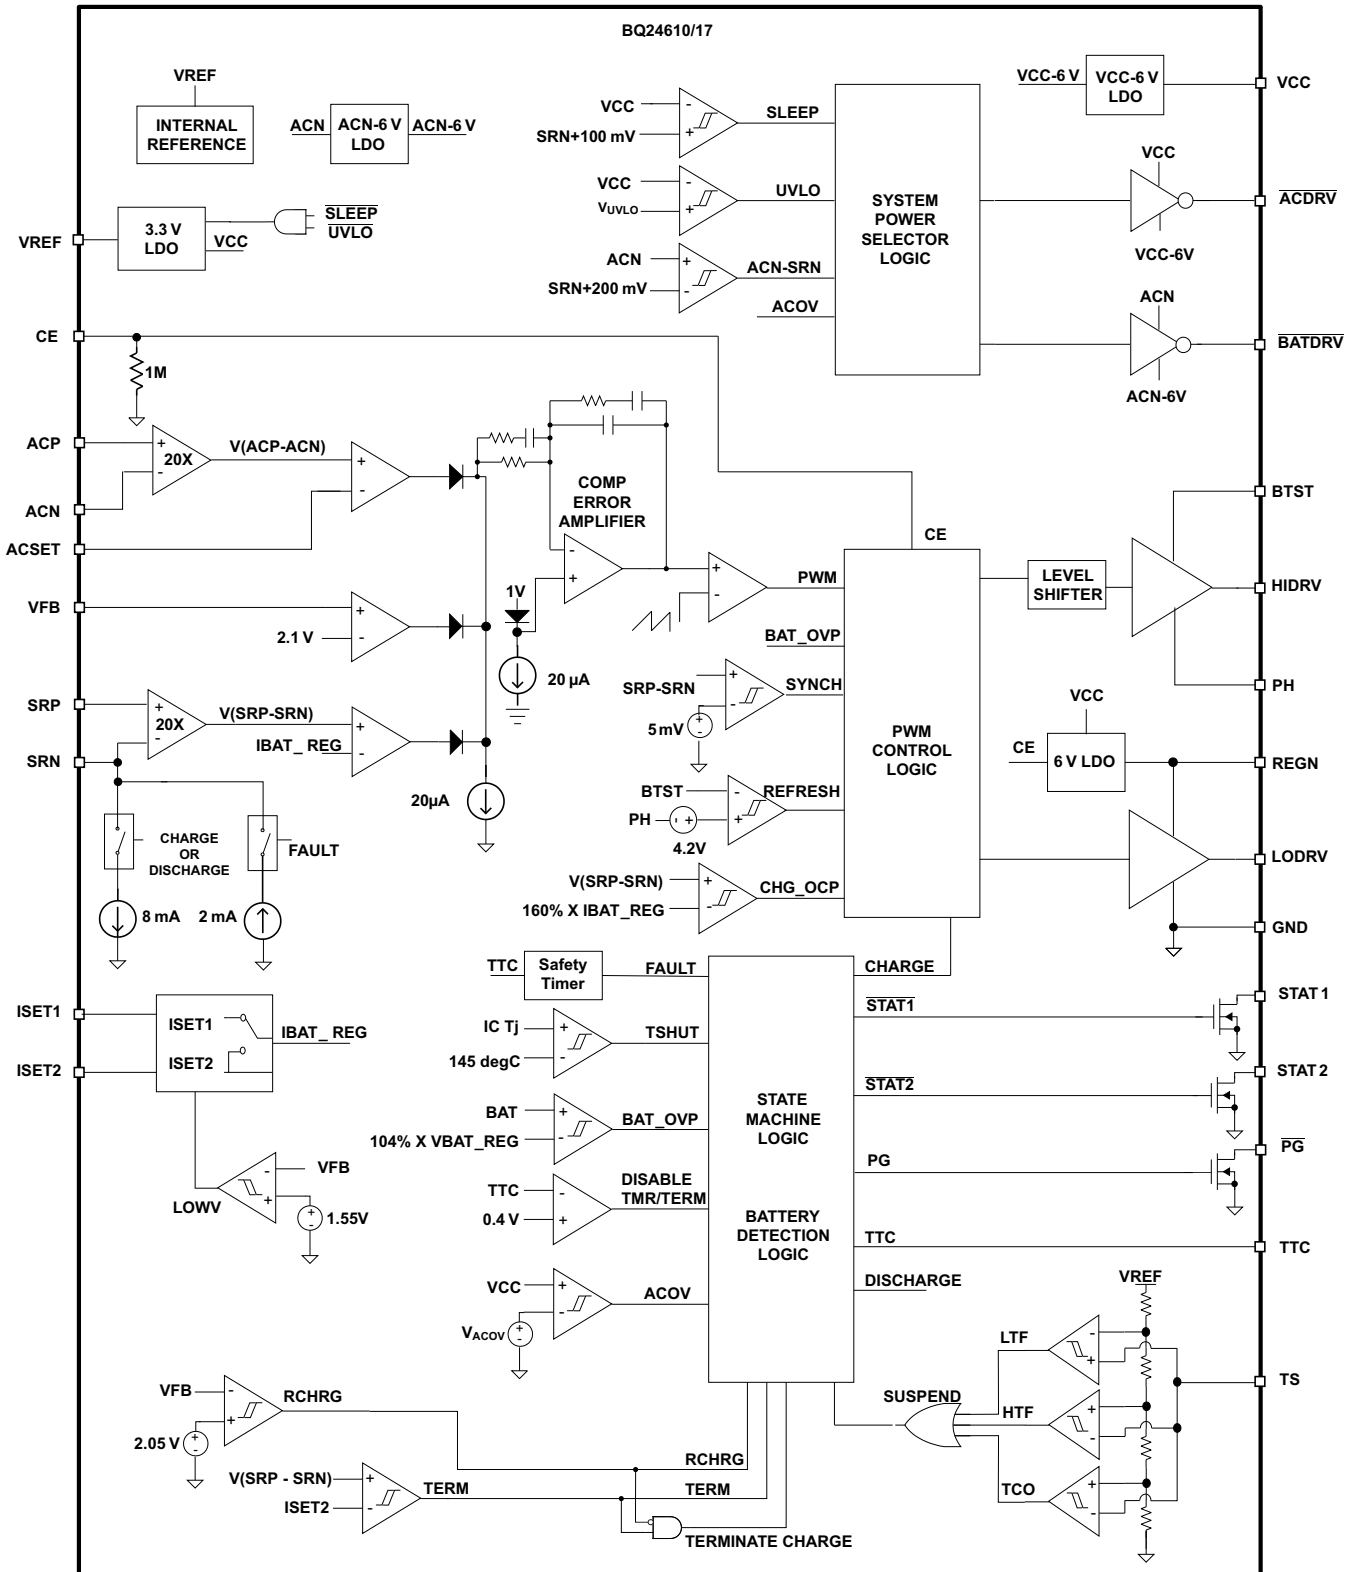 BQ24610/17
VREF
INTERNAL
REFERENCE
ACN
ACN-6 V
LDO
ACN-6 V
VCC
SRN+100 mV
-
+
SLEEP
VCC
VUVLO
-
+
UVLO
ACN
SRN+200 mV
+
-
ACN-SRN
ACOV
SYSTEM
POWER
SELECTOR
LOGIC
VCC-6 V
VCC-6 V
LDO
VCC
VCC
VCC-6V
ACDRV
ACN
ACN-6V
BATDRV
VREF
3.3 V
LDO
VCC
SLEEP
UVLO
CE
1M
ACP
ACN
+
-
20X
V(ACP-ACN)
+
-
ACSET
COMP
ERROR
AMPLIFIER
-
+
1V
20 µA
VFB
2.1 V
+
-
SRP
SRN
+
-
20X
V(SRP-SRN)
IBAT_ REG
+
-
20µA
CHARGE
OR
DISCHARGE
FAULT
8 mA
2 mA
+
-
PWM
CE
BAT_OVP
SRP-SRN
+
-
SYNCH
+
-
5 mV
BTST
PH
- +
4.2V
-
+
REFRESH
V(SRP-SRN)
160% X IBAT_REG
+
-
CHG_OCP
PWM
CONTROL
LOGIC
LEVEL
SHIFTER
BTST
HIDRV
PH
VCC
CE
6 V LDO
REGN
LODRV
GND
ISET1
ISET2
ISET1
ISET2
IBAT_ REG
LOWV
-
+
VFB
+
-
1.55V
TTC
Safety
Timer
FAULT
IC Tj
145 degC
+
-
TSHUT
BAT
104% X VBAT_REG
+
-
BAT_OVP
TTC
0.4 V
-
+
DISABLE
TMR/TERM
VCC
VACOV
+
-
+
-
ACOV
STATE
MACHINE
LOGIC
BATTERY
DETECTION
LOGIC
CHARGE
STAT1
STAT2
PG
TTC
DISCHARGE
STAT 1
STAT 2
PG
TTC
VREF
LTF
-
+
SUSPEND
HTF
+
-
TCO
+
-
TS
VFB
-
+
2.05 V
+
-
RCHRG
RCHRG
V(SRP - SRN)
ISET2
+
-
TERM
TERM
TERMINATE CHARGE